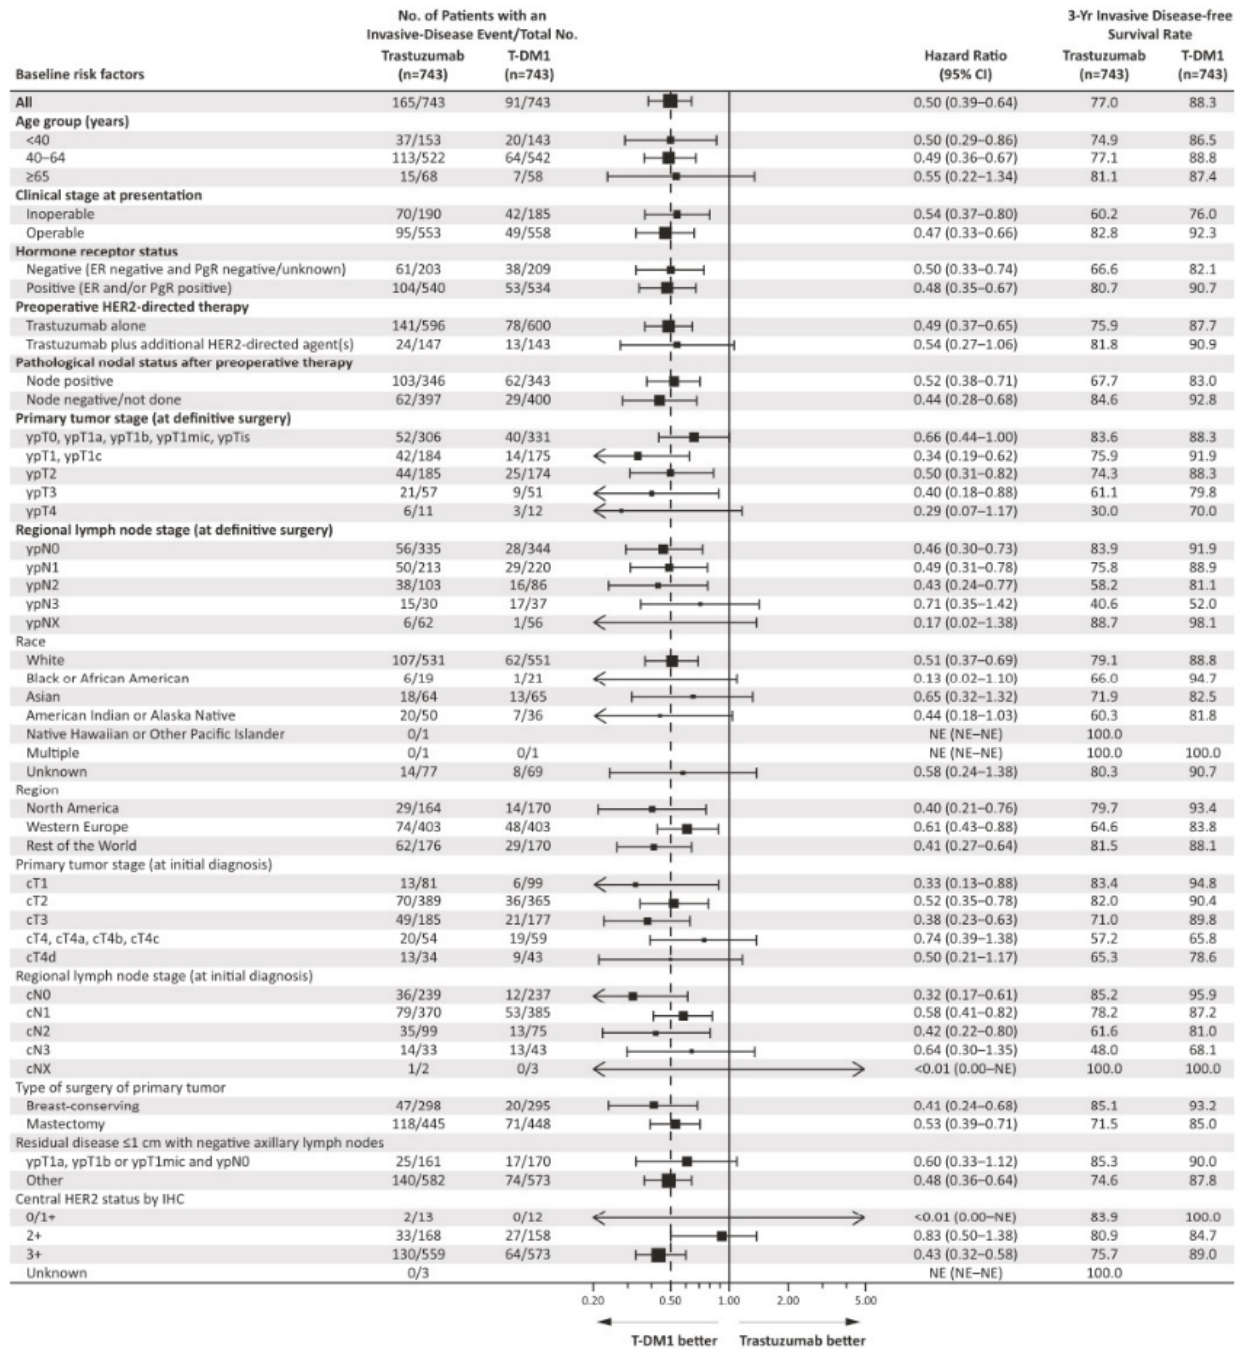 No. of Patients with an 3-Yr Invasive Disease-free
Invasive-Disease Event/Total No. Survival Rate
Trastuzumab T-DM1 Hazard Ratio Trastuzumab T-DM1
Baseline risk factors (n=743) (n=743) (95% CI) (n=743) (n=743)
All 165/743 91/743 0.50 (0.39–0.64) 77.0 88.3
Age group (years)
<40 37/153 20/143 0.50 (0.29–0.86) 74.9 86.5
40–64 113/522 64/542 0.49 (0.36–0.67) 77.1 88.8
≥65 15/68 7/58 0.55 (0.22–1.34) 81.1 87.4
Clinical stage at presentation
Inoperable 70/190 42/185 0.54 (0.37–0.80) 60.2 76.0
Operable 95/553 49/558 0.47 (0.33–0.66) 82.8 92.3
Hormone receptor status
Negative (ER negative and PgR negative/unknown) 61/203 38/209 0.50 (0.33–0.74) 66.6 82.1
Positive (ER and/or PgR positive) 104/540 53/534 0.48 (0.35–0.67) 80.7 90.7
Preoperative HER2-directed therapy
Trastuzumab alone 141/596 78/600 0.49 (0.37–0.65) 75.9 87.7
Trastuzumab plus additional HER2-directed agent(s) 24/147 13/143 0.54 (0.27–1.06) 81.8 90.9
Pathological nodal status after preoperative therapy
Node positive 103/346 62/343 0.52 (0.38–0.71) 67.7 83.0
Node negative/not done 62/397 29/400 0.44 (0.28–0.68) 84.6 92.8
Primary tumor stage (at definitive surgery)
ypT0, ypT1a, ypT1b, ypT1mic, ypTis 52/306 40/331 0.66 (0.44–1.00) 83.6 88.3
ypT1, ypT1c 42/184 14/175 0.34 (0.19–0.62) 75.9 91.9
ypT2 44/185 25/174 0.50 (0.31–0.82) 74.3 88.3
ypT3 21/57 9/51 0.40 (0.18–0.88) 61.1 79.8
ypT4 6/11 3/12 0.29 (0.07–1.17) 30.0 70.0
Regional lymph node stage (at definitive surgery)
ypN0 56/335 28/344 0.46 (0.30–0.73) 83.9 91.9
ypN1 50/213 29/220 0.49 (0.31–0.78) 75.8 88.9
ypN2 38/103 16/86 0.43 (0.24–0.77) 58.2 81.1
ypN3 15/30 17/37 0.71 (0.35–1.42) 40.6 52.0
ypNX 6/62 1/56 0.17 (0.02–1.38) 88.7 98.1
Race
White 107/531 62/551 0.51 (0.37–0.69) 79.1 88.8
Black or African American 6/19 1/21 0.13 (0.02–1.10) 66.0 94.7
Asian 18/64 13/65 0.65 (0.32–1.32) 71.9 82.5
American Indian or Alaska Native 20/50 7/36 0.44 (0.18–1.03) 60.3 81.8
Native Hawaiian or Other Pacific Islander 0/1 NE (NE–NE) 100.0
Multiple 0/1 0/1 NE (NE–NE) 100.0 100.0
Unknown 14/77 8/69 0.58 (0.24–1.38) 80.3 90.7
Region
North America 29/164 14/170 0.40 (0.21–0.76) 79.7 93.4
Western Europe 74/403 48/403 0.61 (0.43–0.88) 64.6 83.8
Rest of the World 62/176 29/170 0.41 (0.27–0.64) 81.5 88.1
Primary tumor stage (at initial diagnosis)
cT1 13/81 6/99 0.33 (0.13–0.88) 83.4 94.8
cT2 70/389 36/365 0.52 (0.35–0.78) 82.0 90.4
cT3 49/185 21/177 0.38 (0.23–0.63) 71.0 89.8
cT4, cT4a, cT4b, cT4c 20/54 19/59 0.74 (0.39–1.38) 57.2 65.8
cT4d 13/34 9/43 0.50 (0.21–1.17) 65.3 78.6
Regional lymph node stage (at initial diagnosis)
cN0 36/239 12/237 0.32 (0.17–0.61) 85.2 95.9
cN1 79/370 53/385 0.58 (0.41–0.82) 78.2 87.2
cN2 35/99 13/75 0.42 (0.22–0.80) 61.6 81.0
cN3 14/33 13/43 0.64 (0.30–1.35) 48.0 68.1
cNX 1/2 0/3 <0.01 (0.00–NE) 100.0 100.0
Type of surgery of primary tumor
Breast-conserving 47/298 20/295 0.41 (0.24–0.68) 85.1 93.2
Mastectomy 118/445 71/448 0.53 (0.39–0.71) 71.5 85.0
Residual disease ≤1 cm with negative axillary lymph nodes
ypT1a, ypT1b or ypT1mic and ypN0 25/161 17/170 0.60 (0.33–1.12) 85.3 90.0
Other 140/582 74/573 0.48 (0.36–0.64) 74.6 87.8
Central HER2 status by IHC
0/1+ 2/13 0/12 <0.01 (0.00–NE) 83.9 100.0
2+ 33/168 27/158 0.83 (0.50–1.38) 80.9 84.7
3+ 130/559 64/573 0.43 (0.32–0.58) 75.7 89.0
Unknown 0/3 NE (NE–NE) 100.0
0.20 0.50 1.00 2.00 5.00
T-DM1 better Trastuzumab better